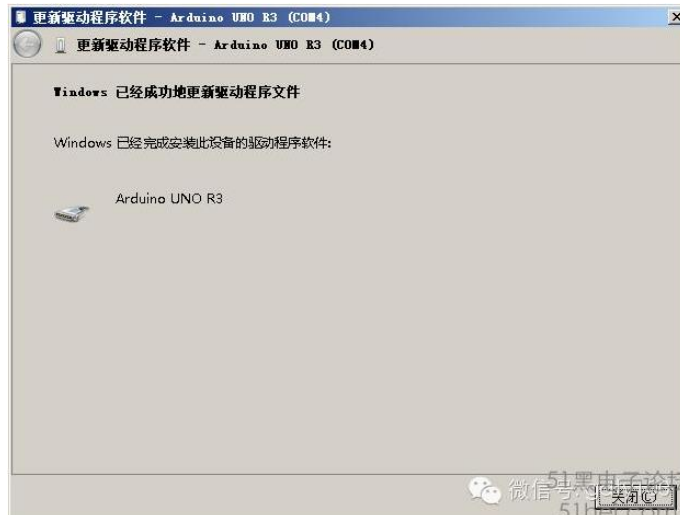 更新驱动程序软件 - Arduino UNO R3 (COM4)
更新驱动程序软件 - Arduino UNO R3 (COM4)
Windows 已经成功地更新驱动程序文件
Windows 已经完成安装此设备的驱动程序软件:
Arduino UNO R3
51黑电子论坛
微信号:
关闭(C)